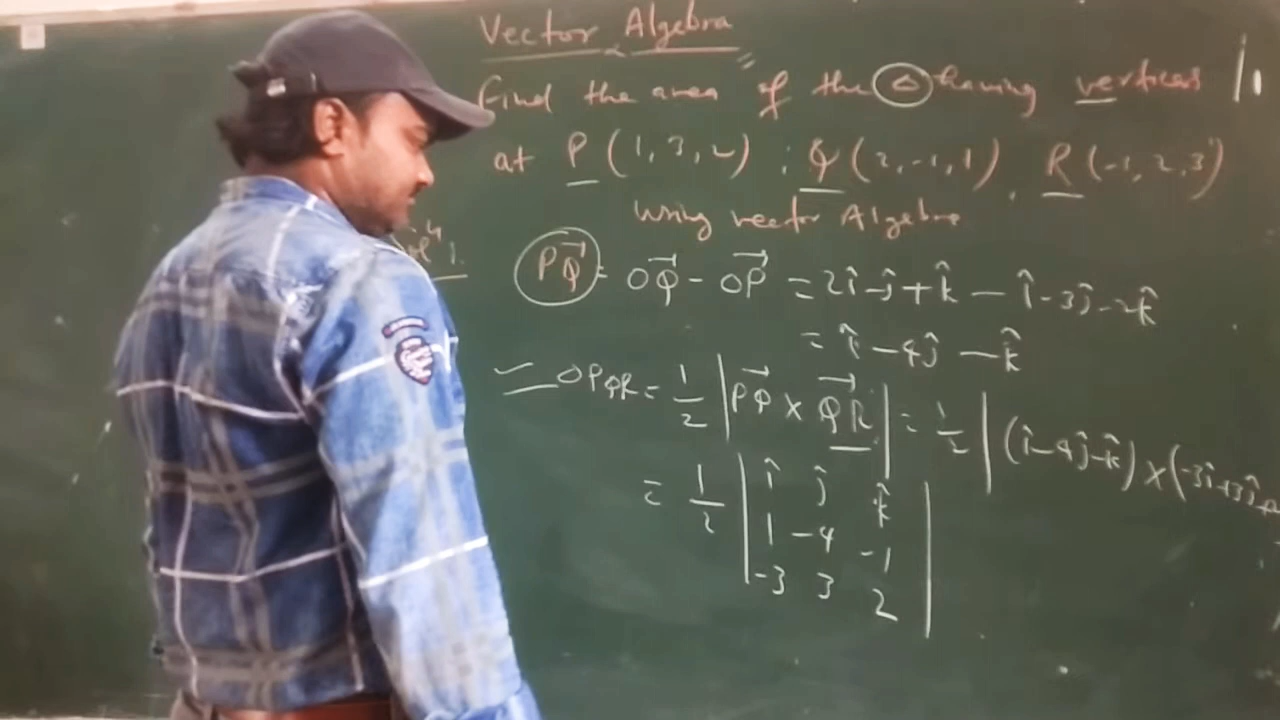 Vector Algebra
Find the area of the △ having vertices
at P (1, 3, 2) ; Q (2, -1, 1) , R (-1, 2, 3)
using vector Algebra
PQ⃗ = OQ⃗ - OP⃗ = 2î - ĵ + k̂ - î - 3ĵ - 2k̂
= î - 4ĵ - k̂
△PQR = 1/2 |PQ⃗ × QR⃗| = 1/2 |(î - 4ĵ - k̂) × (-3î + 3ĵ +
= 1/2 | î ĵ k̂
1 -4 -1
-3 3 2 |